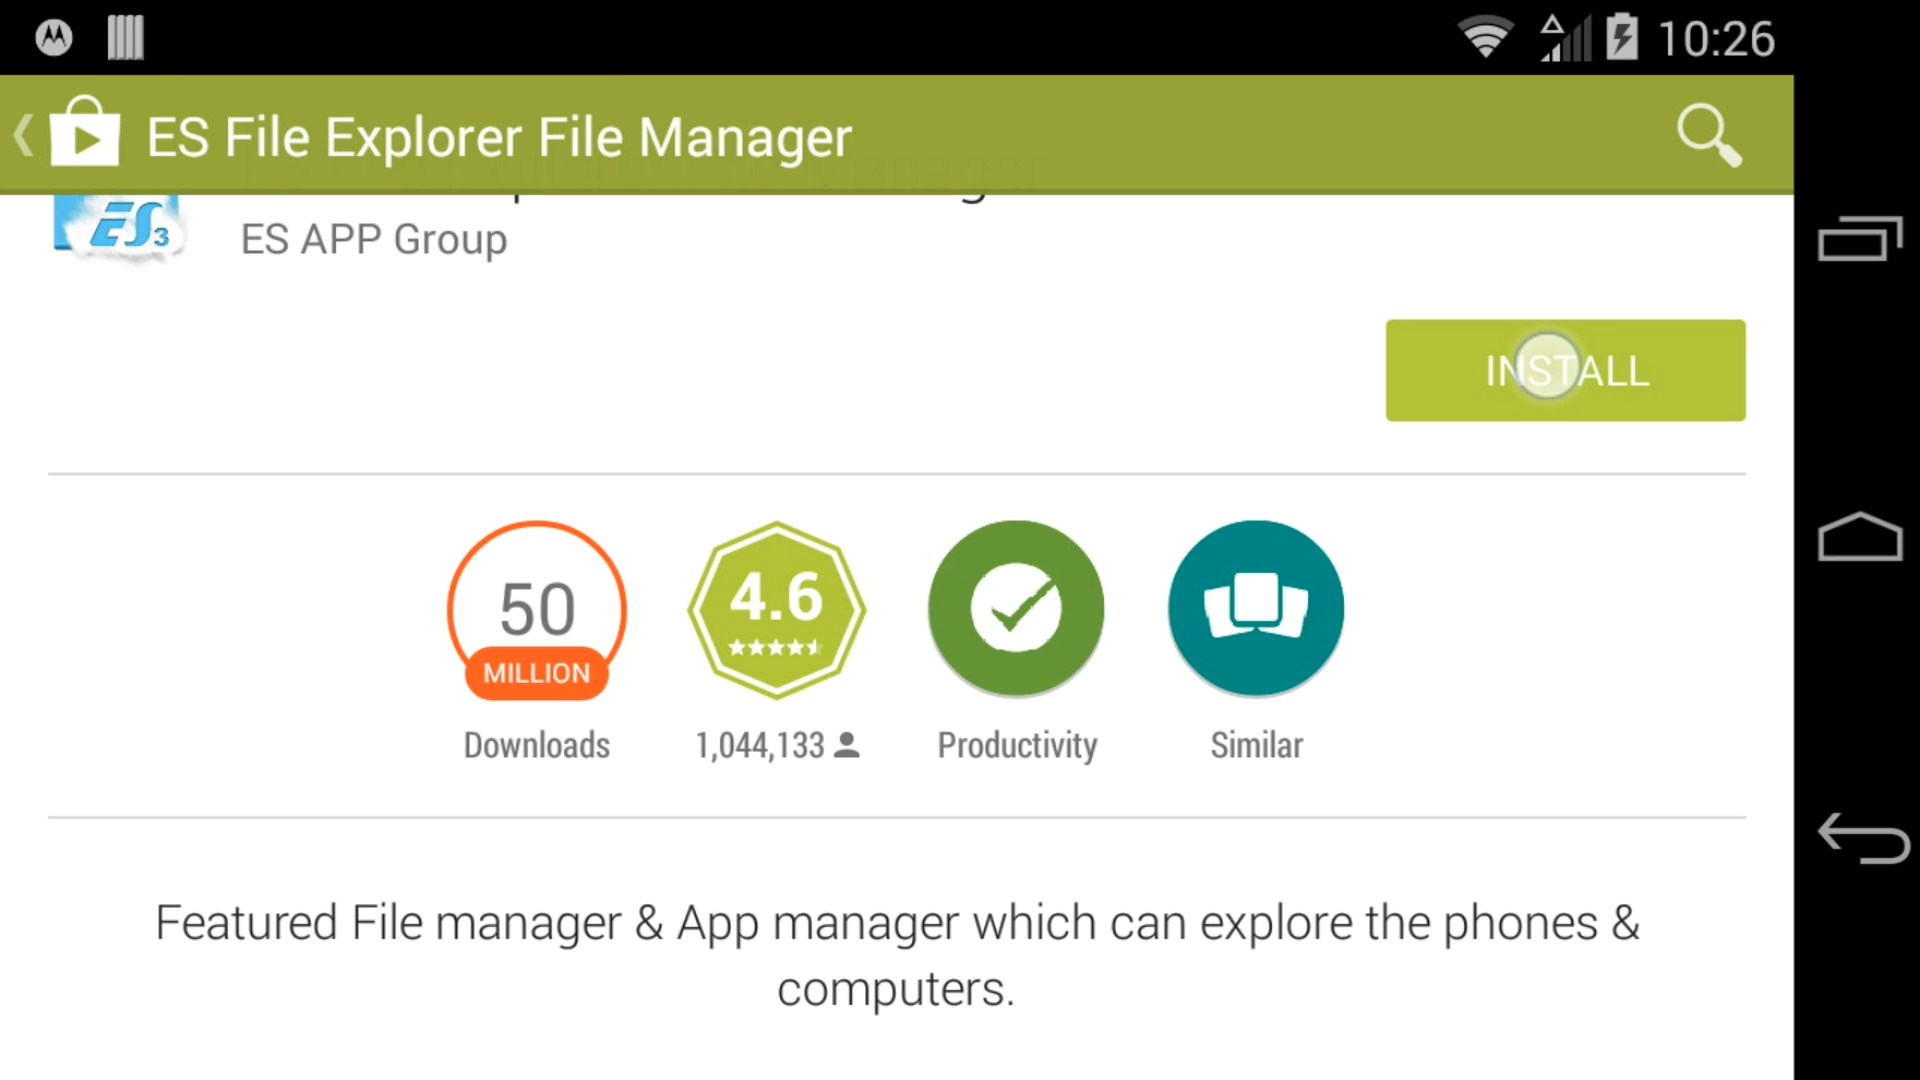 10:26
ES File Explorer File Manager
ES3
ES APP Group
INSTALL
50
MILLION
4.6
Downloads
1,044,133
Productivity
Similar
Featured File manager & App manager which can explore the phones &
computers.